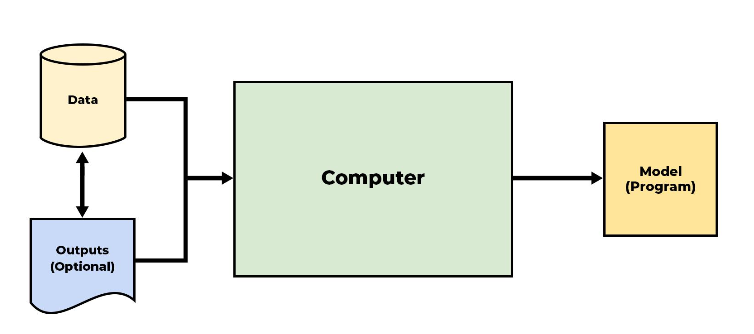 Data
Computer
Model
(Program)
Outputs
(Optional)